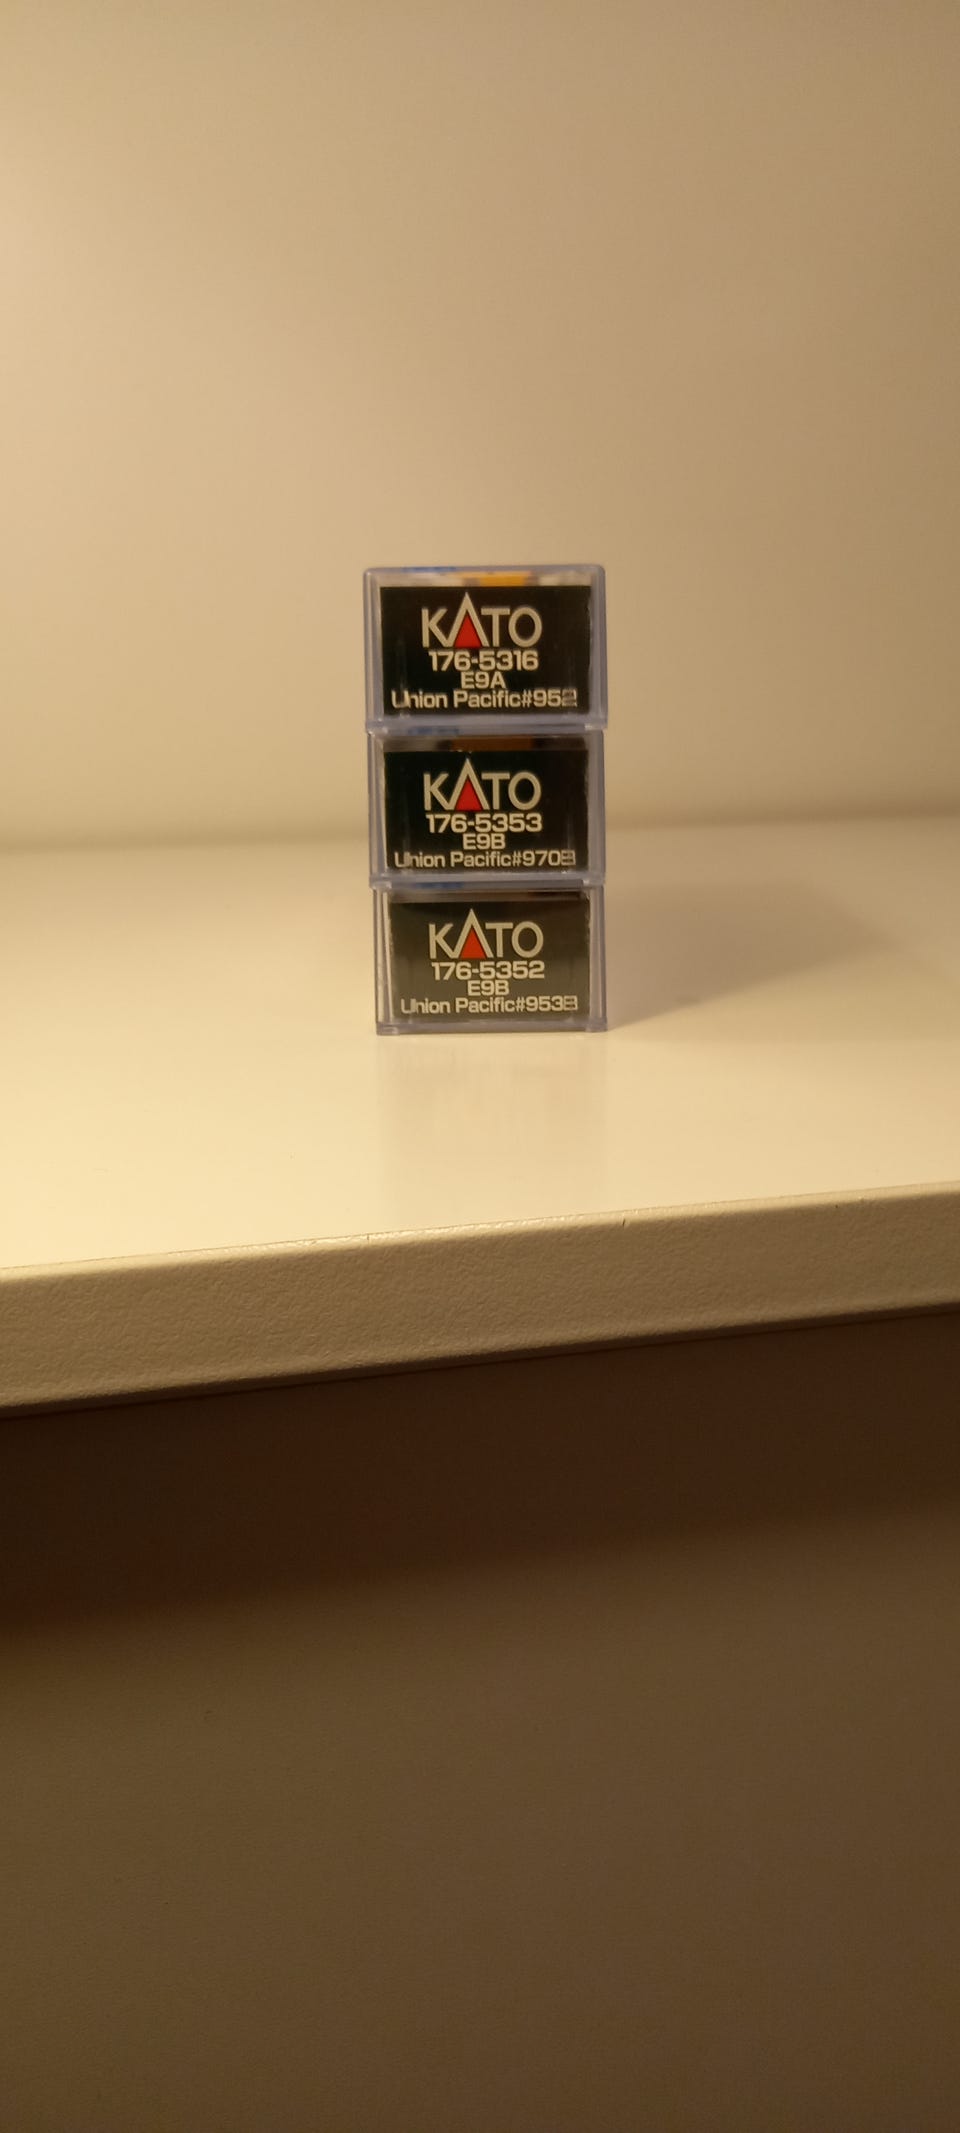 KATO
176-5316
E9A
Union Pacific#952
KATO
176-5353
E9B
Union Pacific#970B
KATO
176-5352
E9B
Union Pacific#953B